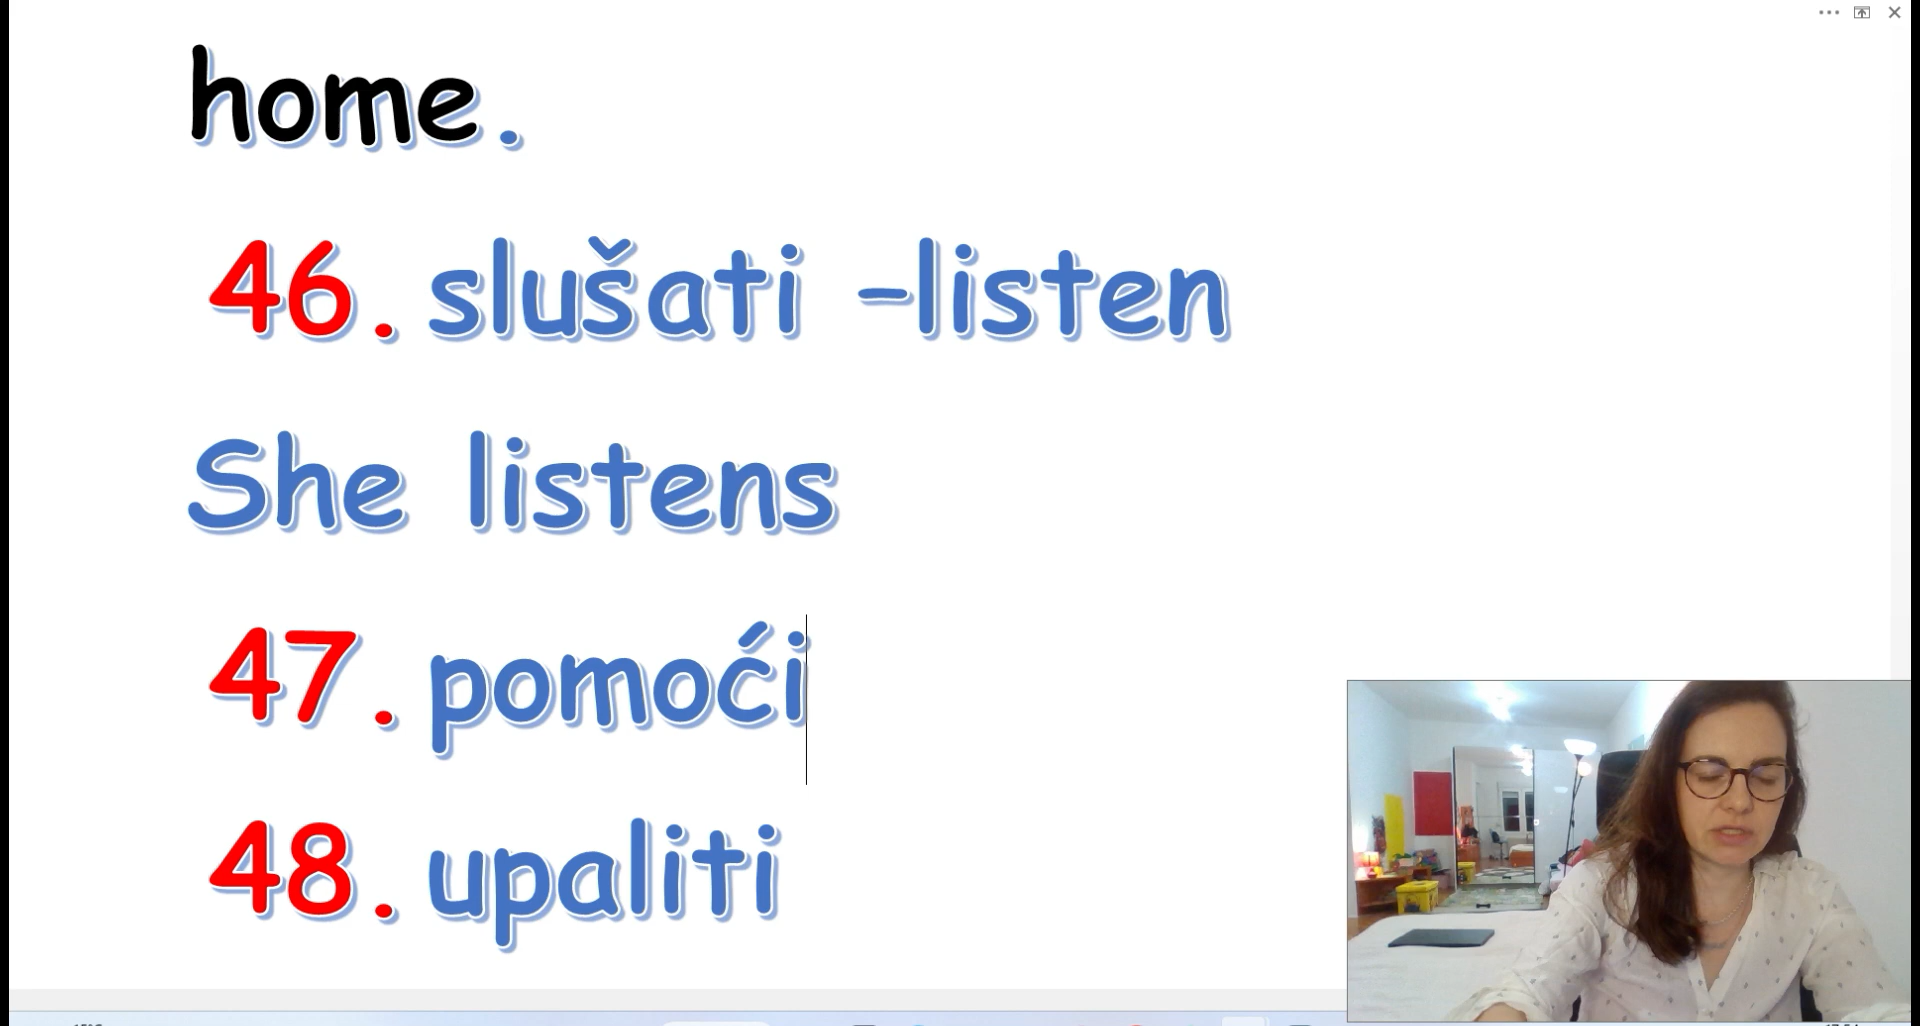 home.
46. slušati -listen
She listens
47. pomoći
48. upaliti